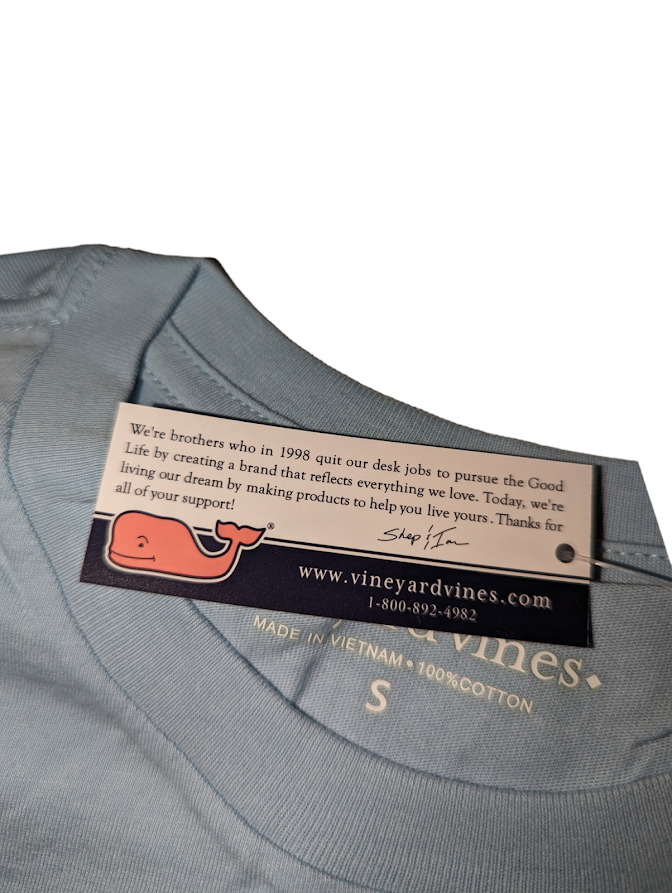 We're brothers who in 1998 quit our desk jobs to pursue the Good
Life by creating a brand that reflects everything we love. Today, we're
living our dream by making products to help you live yours. Thanks for
all of your support!
Shep & Ian
®
www.vineyardvines.com
1-800-892-4982
vines.
MADE IN VIETNAM • 100% COTTON
S